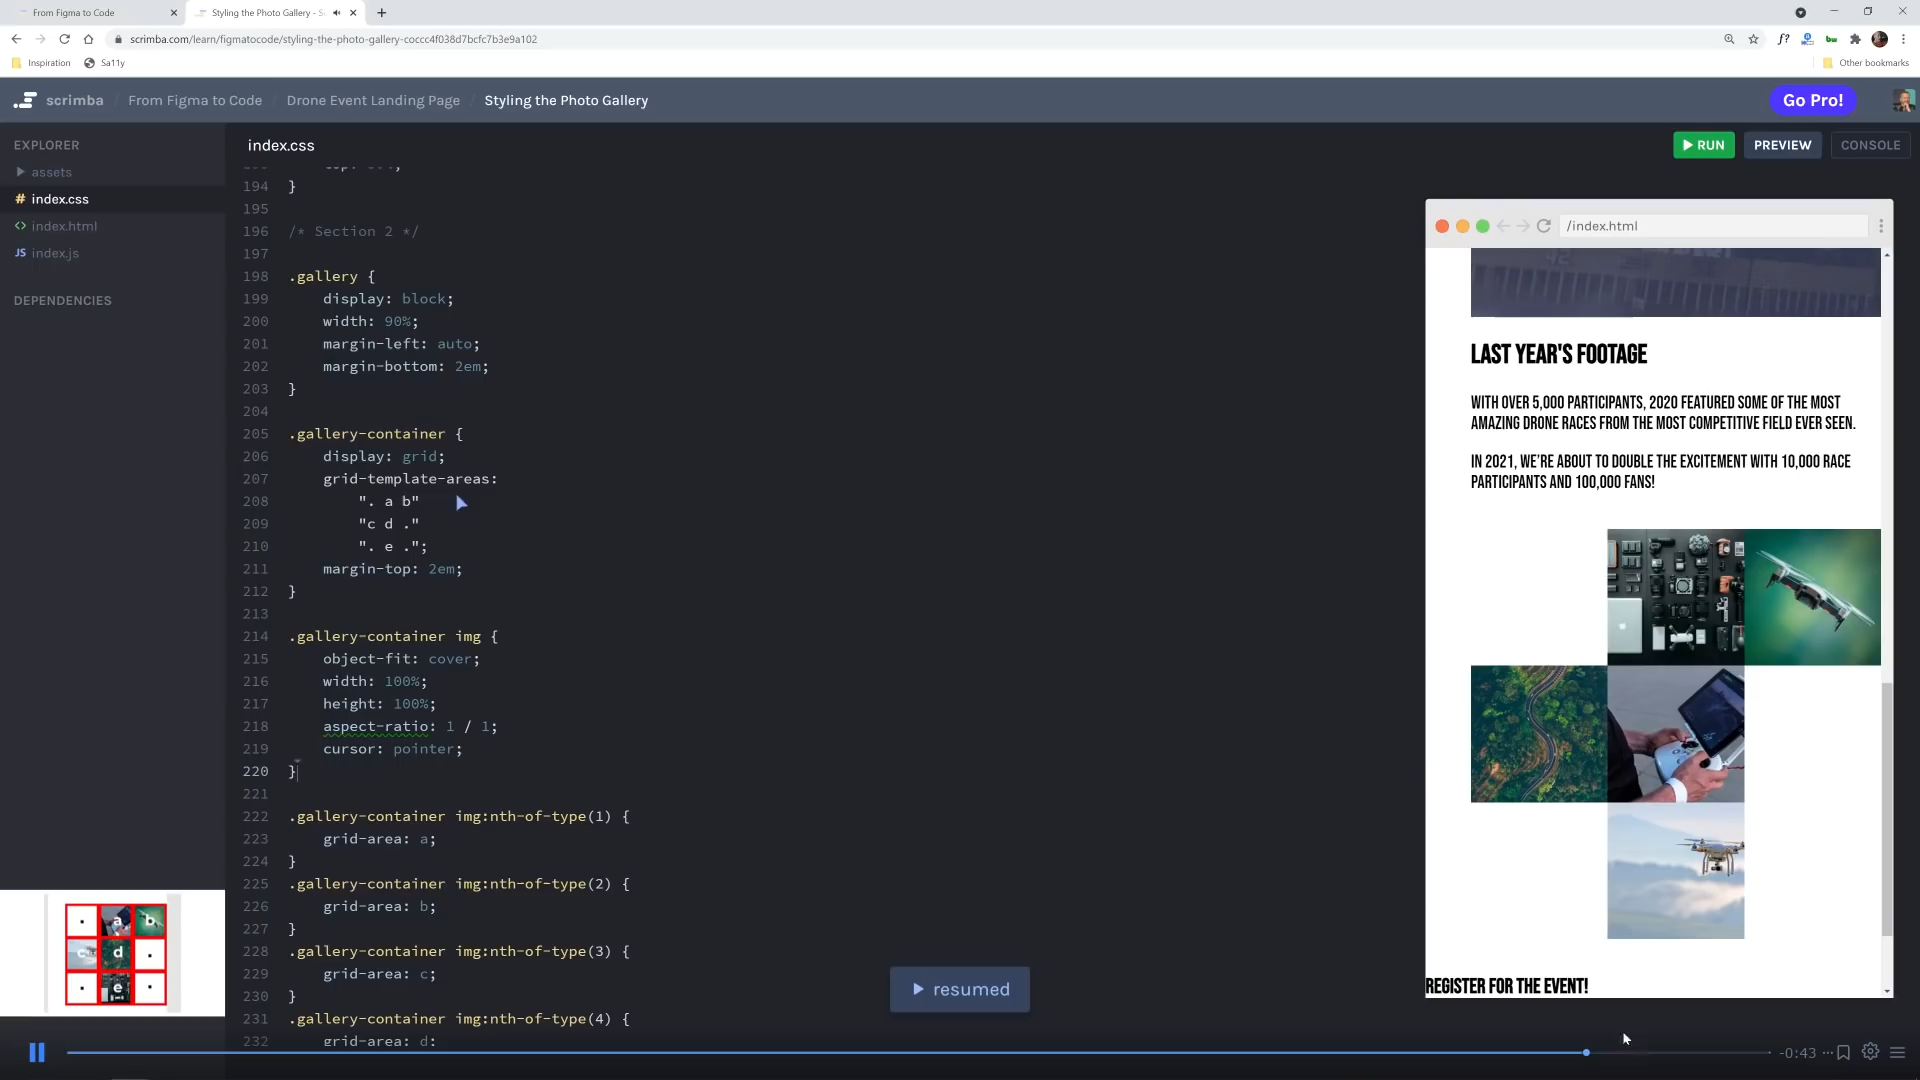 From Figma to Code
Styling the Photo Gallery - S
scrimba.com/learn/figmatocode/styling-the-photo-gallery-coccc4f038d7bcfc7b3e9a102
Inspiration
Sa11y
Other bookmarks
scrimba / From Figma to Code / Drone Event Landing Page / Styling the Photo Gallery
Go Pro!
EXPLORER
assets
# index.css
<> index.html
JS index.js
DEPENDENCIES
index.css
RUN
PREVIEW
CONSOLE
194 }
195
196 /* Section 2 */
197
198 .gallery {
199 display: block;
200 width: 90%;
201 margin-left: auto;
202 margin-bottom: 2em;
203 }
204
205 .gallery-container {
206 display: grid;
207 grid-template-areas:
208 ". a b"
209 "c d ."
210 ". e .";
211 margin-top: 2em;
212 }
213
214 .gallery-container img {
215 object-fit: cover;
216 width: 100%;
217 height: 100%;
218 aspect-ratio: 1 / 1;
219 cursor: pointer;
220 }
221
222 .gallery-container img:nth-of-type(1) {
223 grid-area: a;
224 }
225 .gallery-container img:nth-of-type(2) {
226 grid-area: b;
227 }
228 .gallery-container img:nth-of-type(3) {
229 grid-area: c;
230 }
231 .gallery-container img:nth-of-type(4) {
232 grid-area: d;
/index.html
LAST YEAR'S FOOTAGE
WITH OVER 5,000 PARTICIPANTS, 2020 FEATURED SOME OF THE MOST
AMAZING DRONE RACES FROM THE MOST COMPETITIVE FIELD EVER SEEN.
IN 2021, WE'RE ABOUT TO DOUBLE THE EXCITEMENT WITH 10,000 RACE
PARTICIPANTS AND 100,000 FANS!
REGISTER FOR THE EVENT!
. a b
c d .
. e .
resumed
-0:43